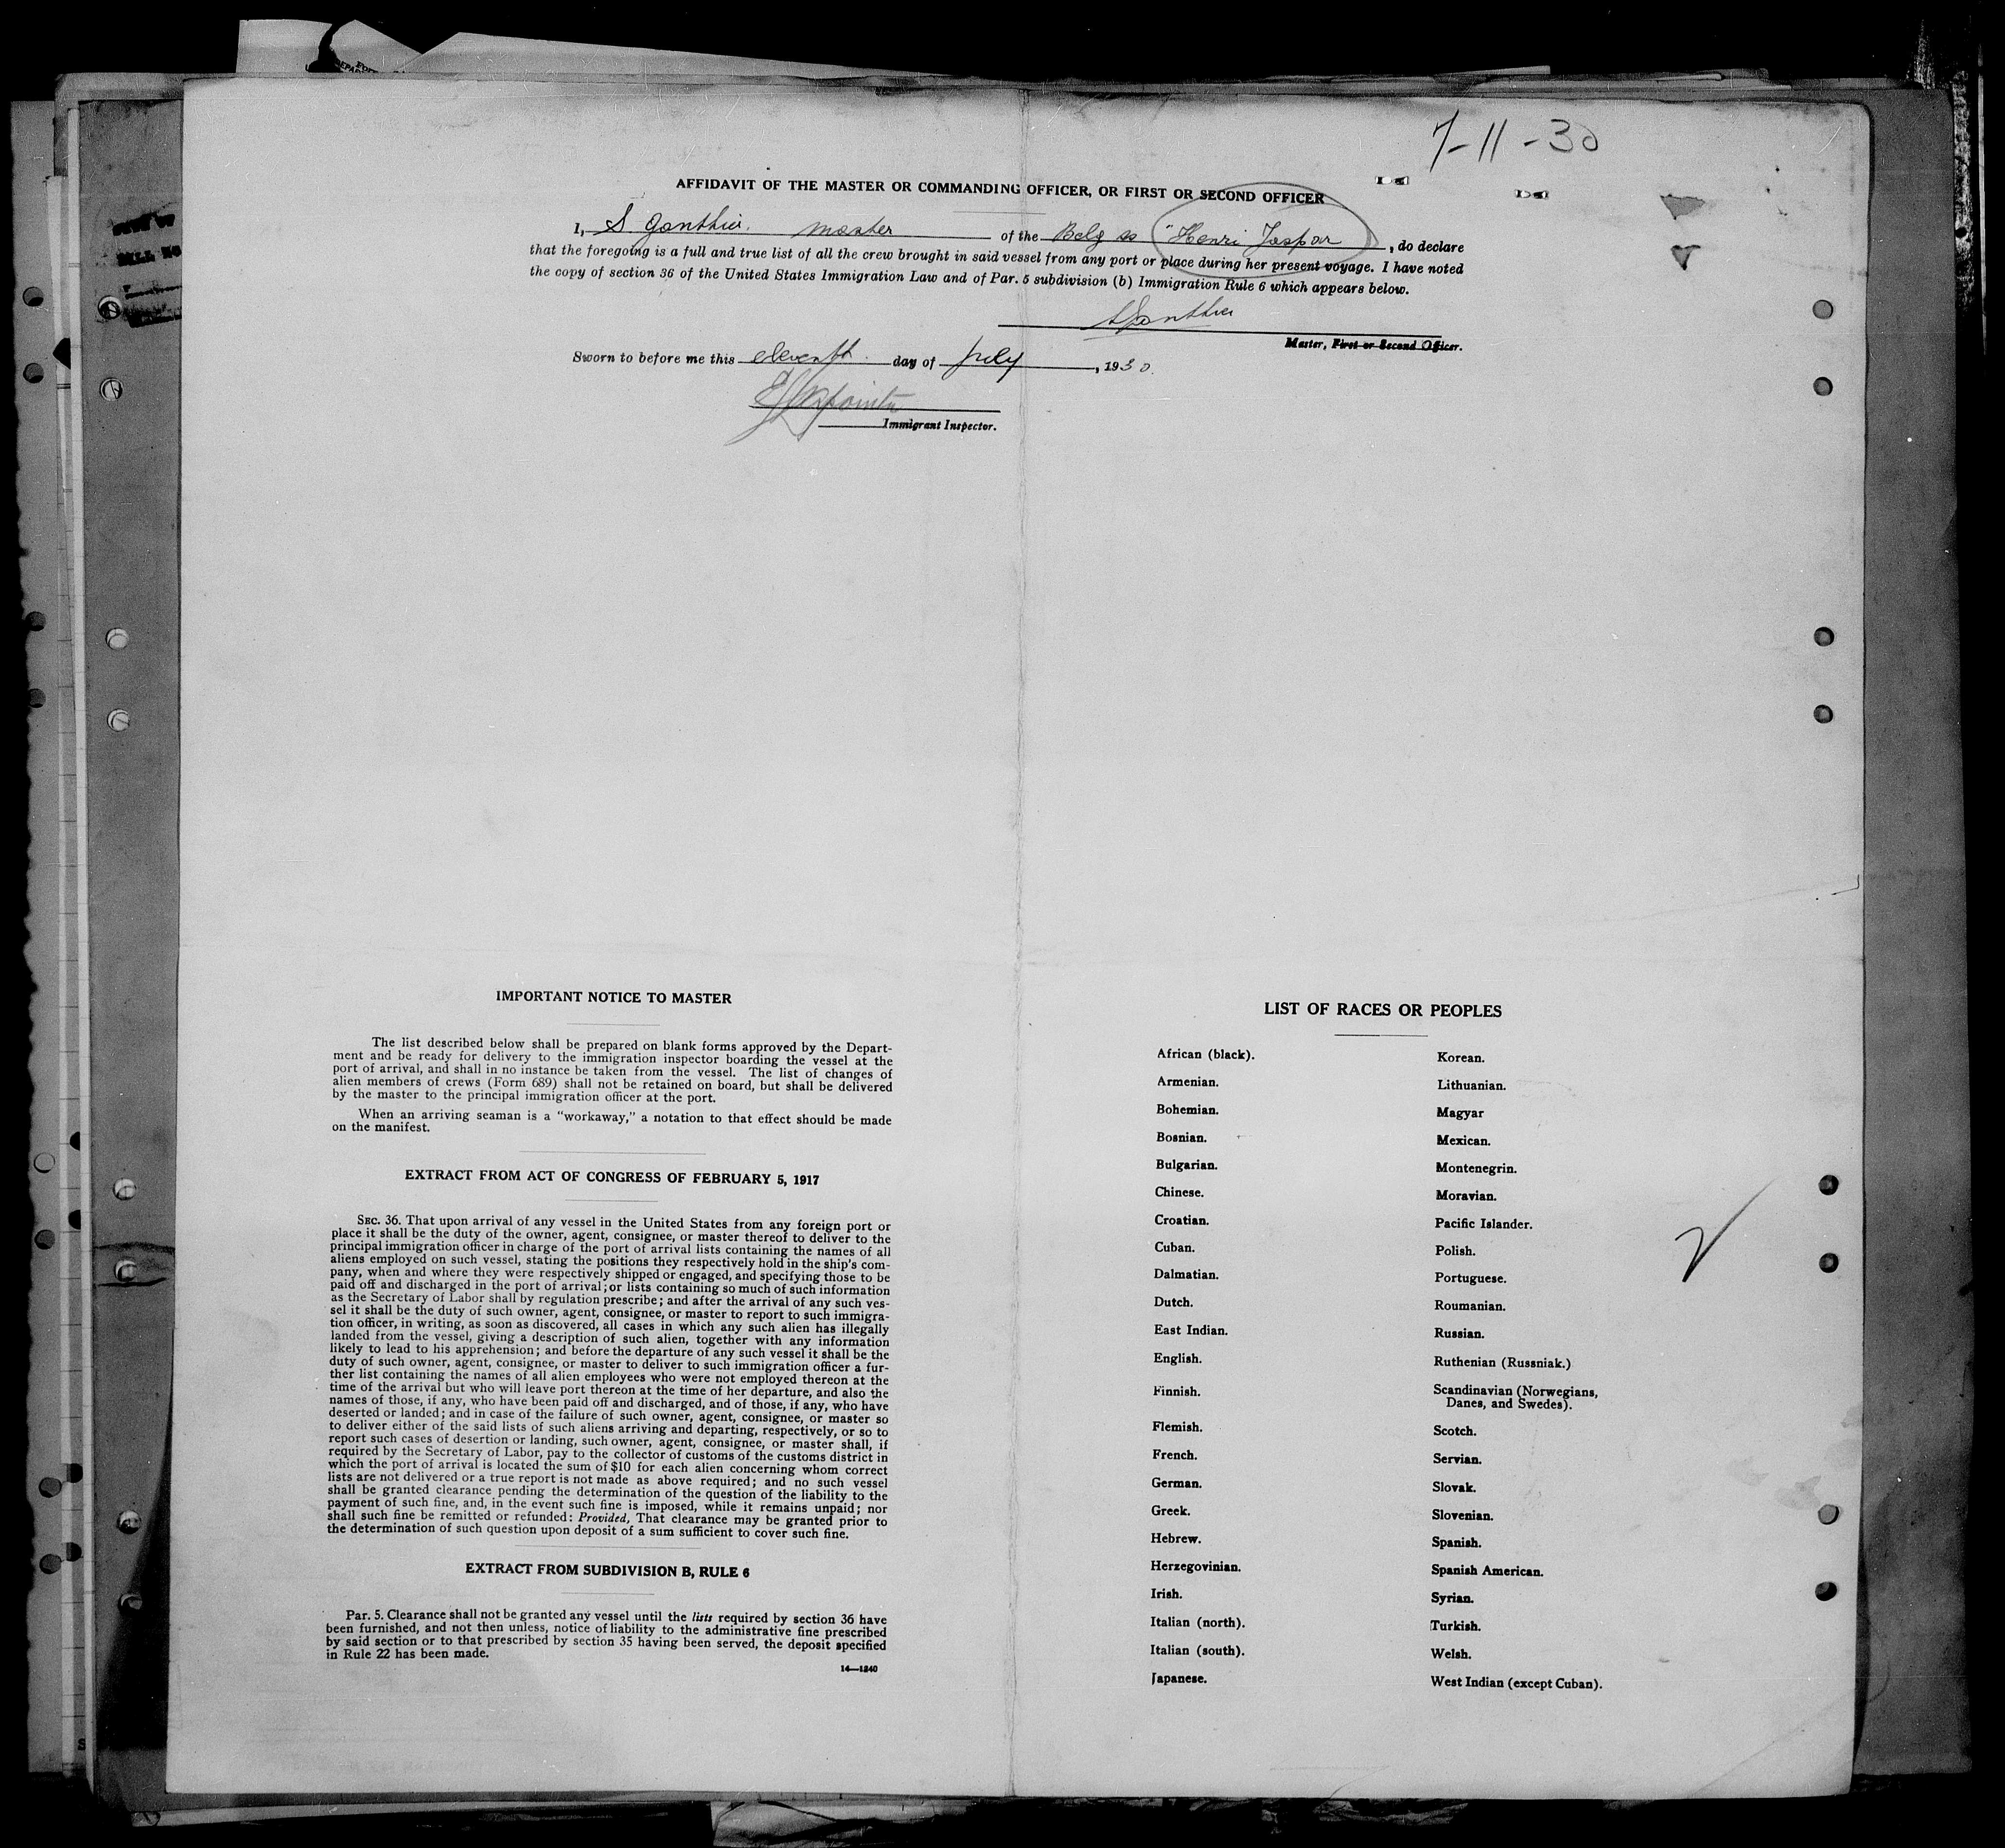 7-11-30
AFFIDAVIT OF THE MASTER OR COMMANDING OFFICER, OR FIRST OR SECOND OFFICER
I, S Gonthier. master of the Belg ss "Henri Jaspar , do declare
that the foregoing is a full and true list of all the crew brought in said vessel from any port or place during her present voyage. I have noted
the copy of section 36 of the United States Immigration Law and of Par. 5 subdivision (b) Immigration Rule 6 which appears below.
SGonthier
Master, First or Second Officer.
Sworn to before me this eleventh day of July , 1930.
Immigrant Inspector.
IMPORTANT NOTICE TO MASTER
The list described below shall be prepared on blank forms approved by the Depart-
ment and be ready for delivery to the immigration inspector boarding the vessel at the
port of arrival, and shall in no instance be taken from the vessel. The list of changes of
alien members of crews (Form 689) shall not be retained on board, but shall be delivered
by the master to the principal immigration officer at the port.
When an arriving seaman is a "workaway," a notation to that effect should be made
on the manifest.
EXTRACT FROM ACT OF CONGRESS OF FEBRUARY 5, 1917
SEC. 36. That upon arrival of any vessel in the United States from any foreign port or
place it shall be the duty of the owner, agent, consignee, or master thereof to deliver to the
principal immigration officer in charge of the port of arrival lists containing the names of all
aliens employed on such vessel, stating the positions they respectively hold in the ship's com-
pany, when and where they were respectively shipped or engaged, and specifying those to be
paid off and discharged in the port of arrival; or lists containing so much of such information
as the Secretary of Labor shall by regulation prescribe; and after the arrival of any such ves-
sel it shall be the duty of such owner, agent, consignee, or master to report to such immigra-
tion officer, in writing, as soon as discovered, all cases in which any such alien has illegally
landed from the vessel, giving a description of such alien, together with any information
likely to lead to his apprehension; and before the departure of any such vessel it shall be the
duty of such owner, agent, consignee, or master to deliver to such immigration officer a fur-
ther list containing the names of all alien employees who were not employed thereon at the
time of the arrival but who will leave port thereon at the time of her departure, and also the
names of those, if any, who have been paid off and discharged, and of those, if any, who have
deserted or landed; and in case of the failure of such owner, agent, consignee, or master so
to deliver either of the said lists of such aliens arriving and departing, respectively, or so to
report such cases of desertion or landing, such owner, agent, consignee, or master shall, if
required by the Secretary of Labor, pay to the collector of customs of the customs district in
which the port of arrival is located the sum of $10 for each alien concerning whom correct
lists are not delivered or a true report is not made as above required; and no such vessel
shall be granted clearance pending the determination of the question of the liability to the
payment of such fine, and, in the event such fine is imposed, while it remains unpaid; nor
shall such fine be remitted or refunded: Provided, That clearance may be granted prior to
the determination of such question upon deposit of a sum sufficient to cover such fine.
EXTRACT FROM SUBDIVISION B, RULE 6
Par. 5. Clearance shall not be granted any vessel until the lists required by section 36 have
been furnished, and not then unless, notice of liability to the administrative fine prescribed
by said section or to that prescribed by section 35 having been served, the deposit specified
in Rule 22 has been made.
14—1240
LIST OF RACES OR PEOPLES
African (black).
Armenian.
Bohemian.
Bosnian.
Bulgarian.
Chinese.
Croatian.
Cuban.
Dalmatian.
Dutch.
East Indian.
English.
Finnish.
Flemish.
French.
German.
Greek.
Hebrew.
Herzegovinian.
Irish.
Italian (north).
Italian (south).
Japanese.
Korean.
Lithuanian.
Magyar
Mexican.
Montenegrin.
Moravian.
Pacific Islander.
Polish.
Portuguese.
Roumanian.
Russian.
Ruthenian (Russniak.)
Scandinavian (Norwegians,
Danes, and Swedes).
Scotch.
Servian.
Slovak.
Slovenian.
Spanish.
Spanish American.
Syrian.
Turkish.
Welsh.
West Indian (except Cuban).